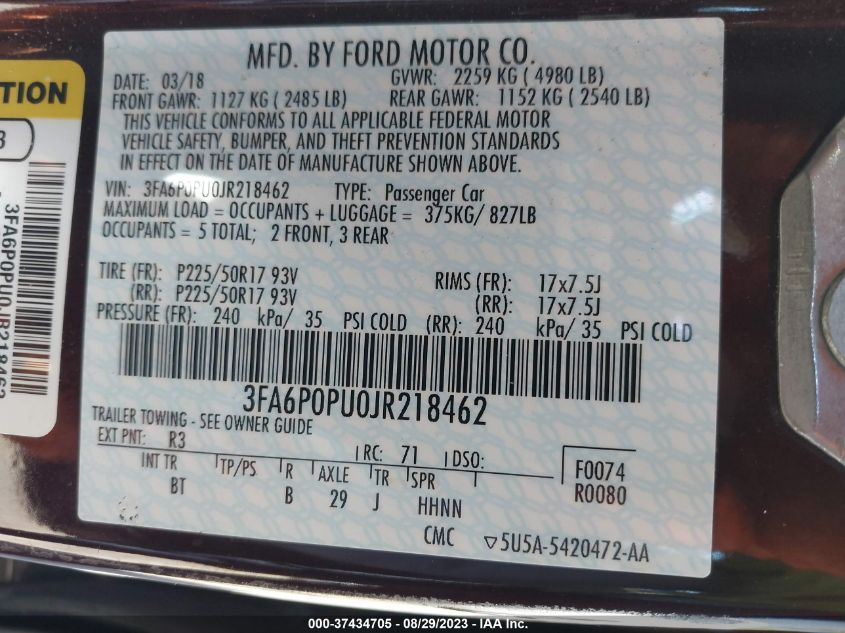 MFD. BY FORD MOTOR CO.
DATE: 03/18 GVWR: 2259 KG ( 4980 LB)
FRONT GAWR: 1127 KG ( 2485 LB) REAR GAWR: 1152 KG ( 2540 LB)
THIS VEHICLE CONFORMS TO ALL APPLICABLE FEDERAL MOTOR
VEHICLE SAFETY, BUMPER, AND THEFT PREVENTION STANDARDS
IN EFFECT ON THE DATE OF MANUFACTURE SHOWN ABOVE.
VIN: 3FA6P0PU0JR218462 TYPE: Passenger Car
MAXIMUM LOAD = OCCUPANTS + LUGGAGE = 375KG/ 827LB
OCCUPANTS = 5 TOTAL; 2 FRONT, 3 REAR
TIRE (FR): P225/50R17 93V RIMS (FR): 17x7.5J
(RR): P225/50R17 93V (RR): 17x7.5J
PRESSURE (FR): 240 kPa/ 35 PSI COLD (RR): 240 kPa/ 35 PSI COLD
3FA6P0PU0JR218462
TRAILER TOWING - SEE OWNER GUIDE
EXT PNT: R3 RC: 71 DSO:
INT TR TP/PS R AXLE TR SPR F0074
BT B 29 J HHNN R0080
CMC ▽5U5A-5420472-AA
TION
3
3FA6P0PU0JR218462
000-37434705 - 08/29/2023 - IAA Inc.